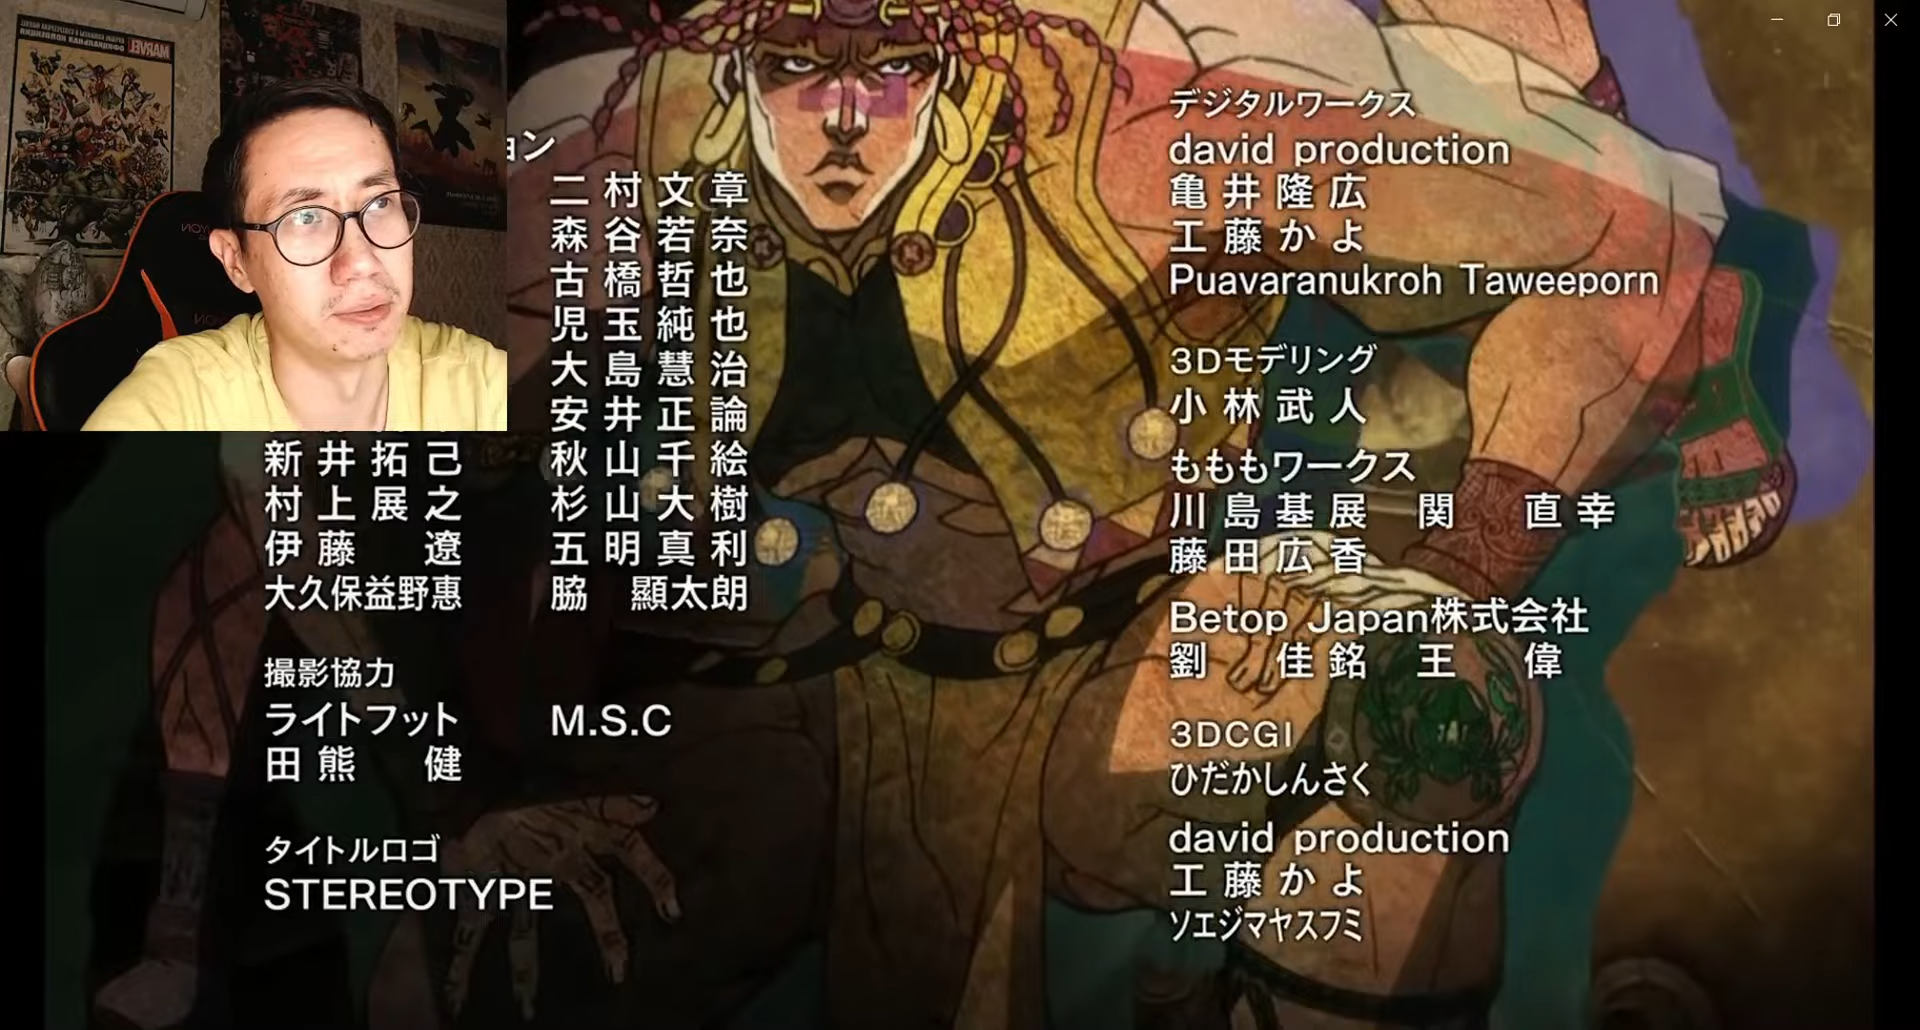 MARVEL
ОФИЦИАЛЬНАЯ КОЛЛЕКЦИЯ
ョン
二村文章
森谷若奈
古橋哲也
児玉純也
大島慧治
安井正論
新井拓己 秋山千絵
村上展之 杉山大樹
伊藤 遼 五明真利
大久保益野惠 脇 顯太朗
撮影協力
ライトフット M.S.C
田熊 健
タイトルロゴ
STEREOTYPE
デジタルワークス
david production
亀井隆広
工藤かよ
Puavaranukroh Taweeporn
3Dモデリング
小林武人
ももももワークス
川島基展 関 直幸
藤田広香
Betop Japan株式会社
劉 佳銘 王 偉
3DCGI
ひだかしんさく
david production
工藤かよ
ソエジマヤスフミ